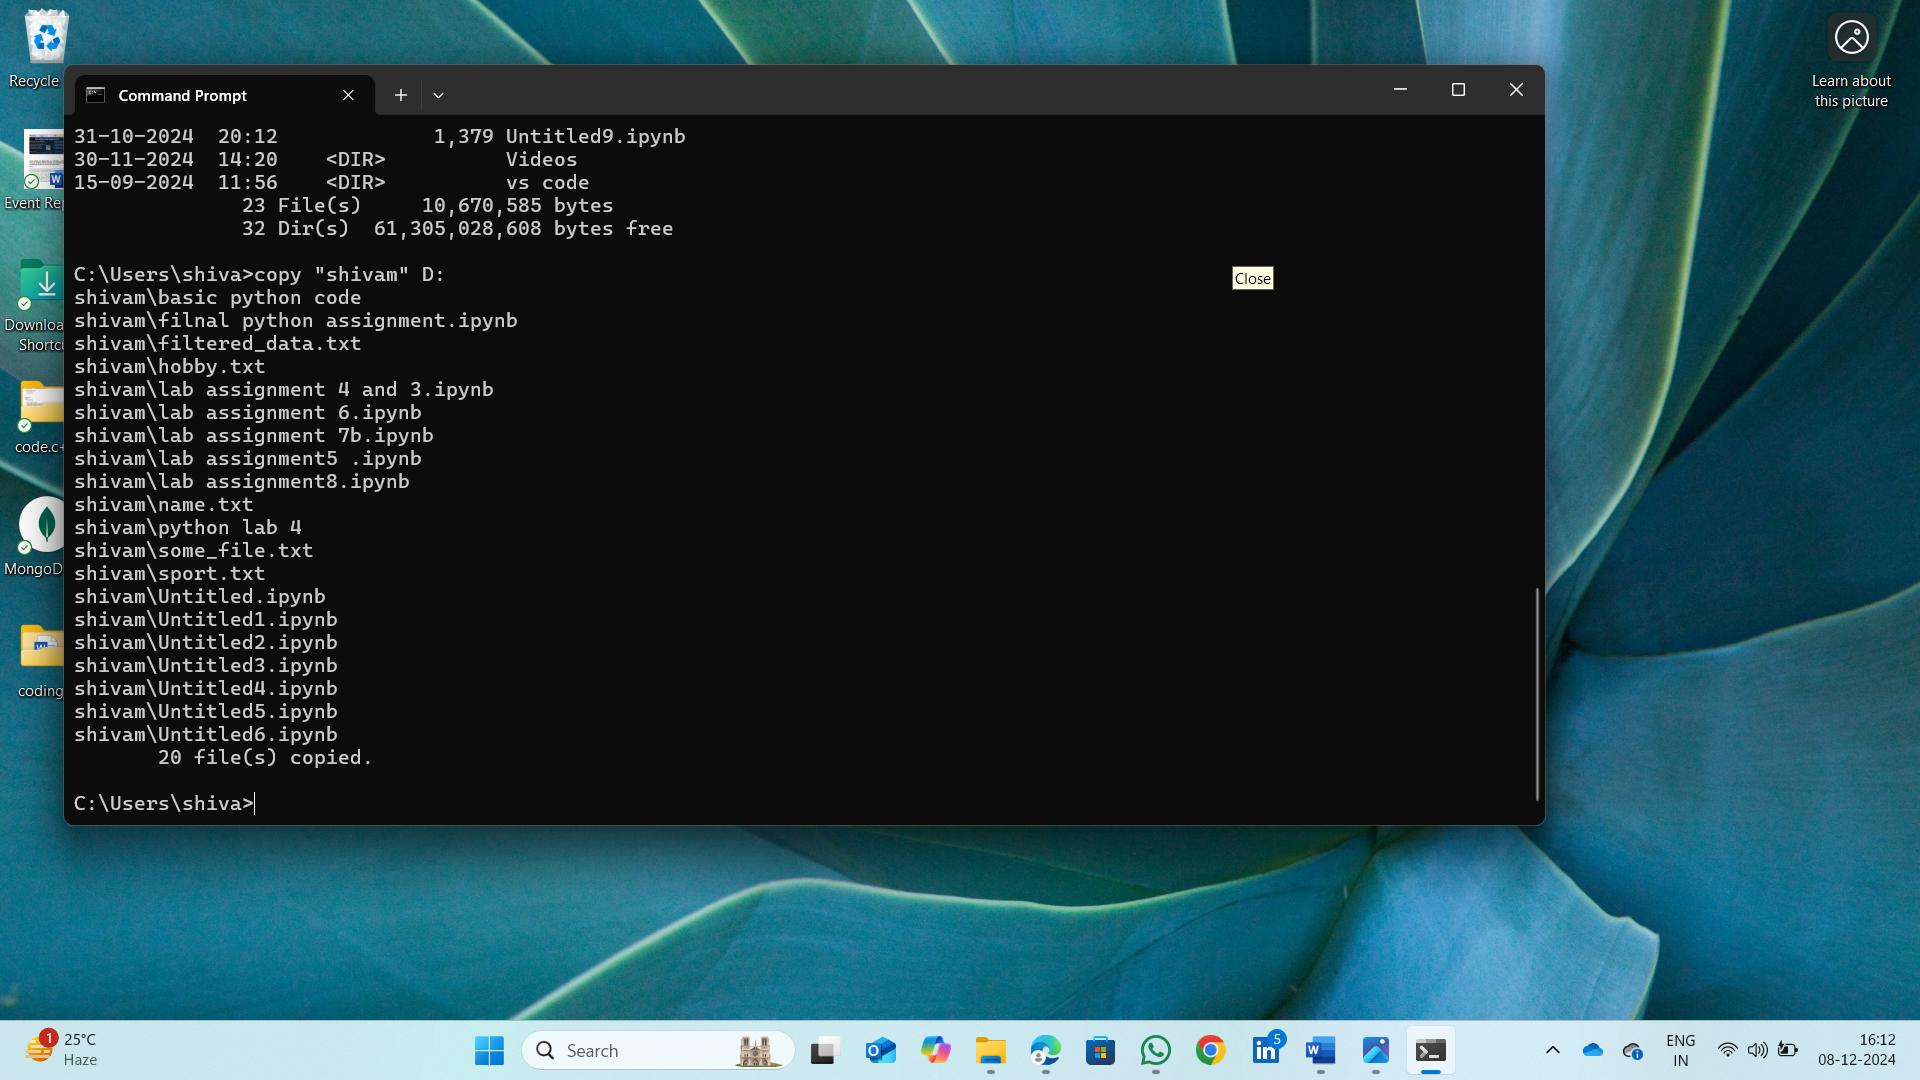 Recycle
Event Re
Downloa
Shortcu
code.c+
MongoD
coding
Learn about
this picture
Command Prompt
31-10-2024  20:12             1,379 Untitled9.ipynb
30-11-2024  14:20    <DIR>          Videos
15-09-2024  11:56    <DIR>          vs code
              23 File(s)     10,670,585 bytes
              32 Dir(s)  61,305,028,608 bytes free
C:\Users\shiva>copy "shivam" D:
Close
shivam\basic python code
shivam\filnal python assignment.ipynb
shivam\filtered_data.txt
shivam\hobby.txt
shivam\lab assignment 4 and 3.ipynb
shivam\lab assignment 6.ipynb
shivam\lab assignment 7b.ipynb
shivam\lab assignment5 .ipynb
shivam\lab assignment8.ipynb
shivam\name.txt
shivam\python lab 4
shivam\some_file.txt
shivam\sport.txt
shivam\Untitled.ipynb
shivam\Untitled1.ipynb
shivam\Untitled2.ipynb
shivam\Untitled3.ipynb
shivam\Untitled4.ipynb
shivam\Untitled5.ipynb
shivam\Untitled6.ipynb
       20 file(s) copied.
C:\Users\shiva>
1
25°C
Haze
Search
5
ENG
IN
16:12
08-12-2024